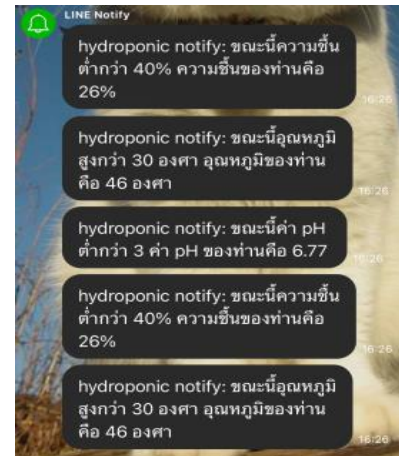 LINE Notify
hydroponic notify: ขณะนี้ความชื้น
ต่ำกว่า 40% ความชื้นของท่านคือ
26%
16:26
hydroponic notify: ขณะนี้อุณหภูมิ
สูงกว่า 30 องศา อุณหภูมิของท่าน
คือ 46 องศา
16:26
hydroponic notify: ขณะนี้ค่า pH
ต่ำกว่า 3 ค่า pH ของท่านคือ 6.77
16:26
hydroponic notify: ขณะนี้ความชื้น
ต่ำกว่า 40% ความชื้นของท่านคือ
26%
16:26
hydroponic notify: ขณะนี้อุณหภูมิ
สูงกว่า 30 องศา อุณหภูมิของท่าน
คือ 46 องศา
16:26